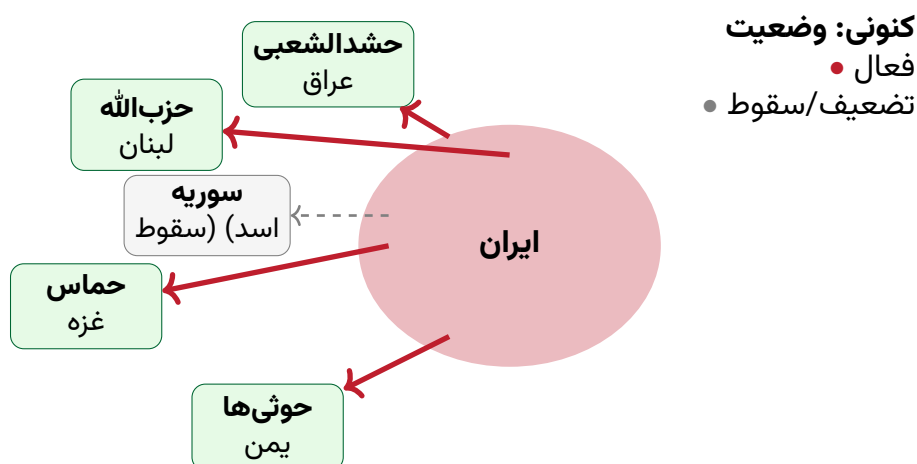 کنونی: وضعیت
فعال •
تضعیف/سقوط •
حشدالشعبی
عراق
حزب‌الله
لبنان
سوریه
اسد) (سقوط
ایران
حماس
غزه
حوثی‌ها
یمن